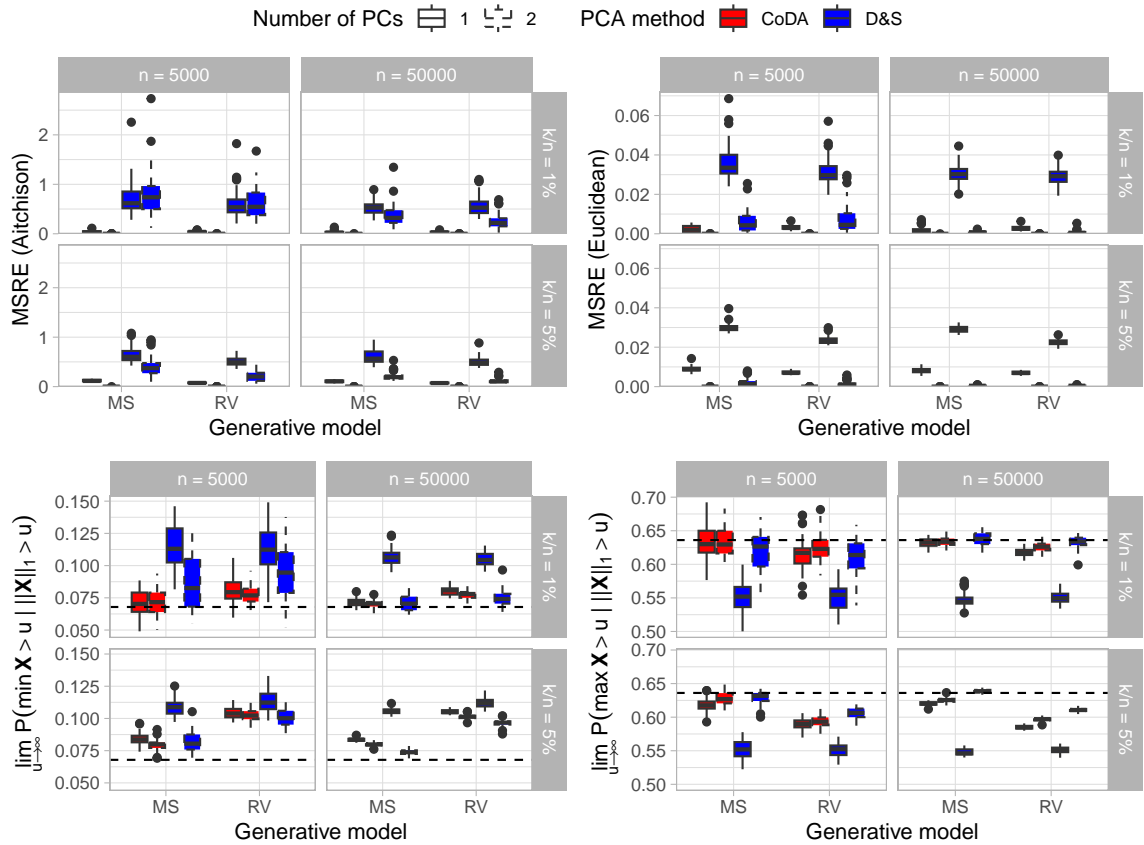 Number of PCs 1 2 PCA method CoDA D&S
n = 5000 n = 50000
MSRE (Aitchison)
2
1
0
k/n = 1%
2
1
0
k/n = 5%
MS RV MS RV
Generative model
n = 5000 n = 50000
MSRE (Euclidean)
0.06
0.04
0.02
0.00
k/n = 1%
0.06
0.04
0.02
0.00
k/n = 5%
MS RV MS RV
Generative model
n = 5000 n = 50000
lim u→∞ P(min X > u | ||X||₁ > u)
0.150
0.125
0.100
0.075
0.050
k/n = 1%
0.150
0.100
0.075
0.050
k/n = 5%
MS RV MS RV
Generative model
n = 5000 n = 50000
lim u→∞ P(max X > u | ||X||₁ > u)
0.70
0.65
0.60
0.55
0.50
k/n = 1%
0.70
0.65
0.60
0.55
0.50
k/n = 5%
MS RV MS RV
Generative model